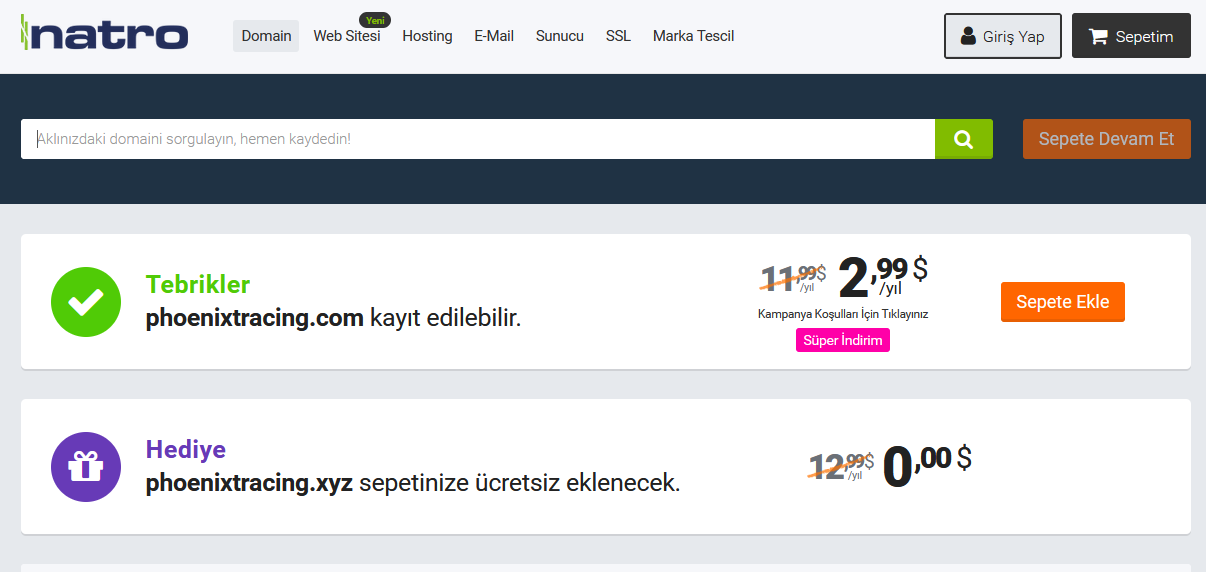 natro
Domain
Web Sitesi
Yeni
Hosting
E-Mail
Sunucu
SSL
Marka Tescil
Giriş Yap
Sepetim
Aklınızdaki domaini sorgulayın, hemen kaydedin!
Sepete Devam Et
Tebrikler
phoenixtracing.com kayıt edilebilir.
11,99$ /yıl
2,99$ /yıl
Kampanya Koşulları İçin Tıklayınız
Süper İndirim
Sepete Ekle
Hediye
phoenixtracing.xyz sepetinize ücretsiz eklenecek.
12,99$ /yıl
0,00$